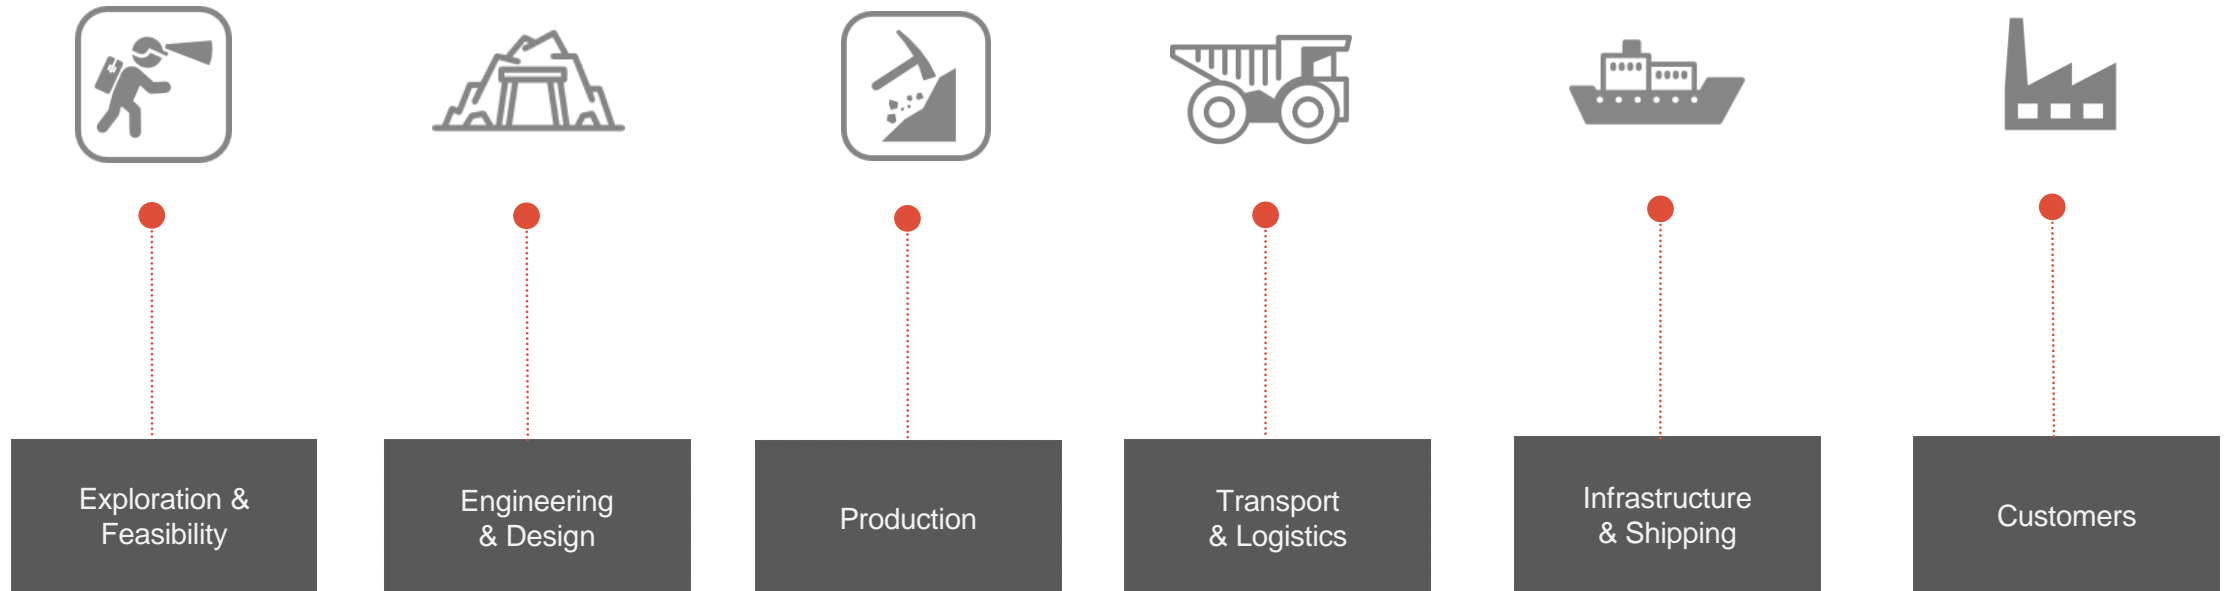 Exploration &
Feasibility
Engineering
& Design
Production
Transport
& Logistics
Infrastructure
& Shipping
Customers